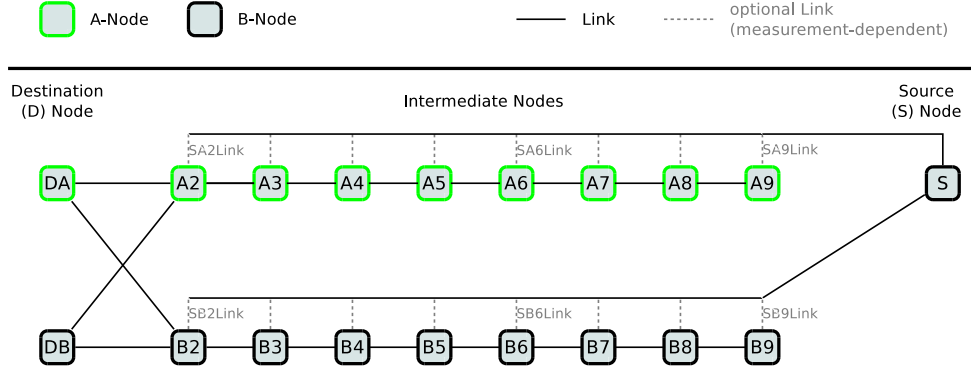 A-Node
B-Node
Link
optional Link
(measurement-dependent)
Destination
(D) Node
Intermediate Nodes
Source
(S) Node
SA2Link
SA6Link
SA9Link
DA
A2
A3
A4
A5
A6
A7
A8
A9
S
SB2Link
SB6Link
SB9Link
DB
B2
B3
B4
B5
B6
B7
B8
B9